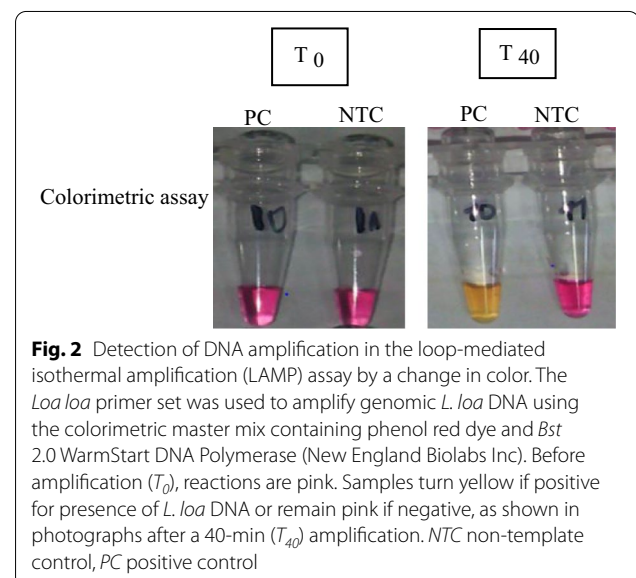 T 0 T 40
PC NTC PC NTC
Colorimetric assay
10 11 10 11
Fig. 2 Detection of DNA amplification in the loop-mediated
isothermal amplification (LAMP) assay by a change in color. The
Loa loa primer set was used to amplify genomic L. loa DNA using
the colorimetric master mix containing phenol red dye and Bst
2.0 WarmStart DNA Polymerase (New England Biolabs Inc). Before
amplification (T0), reactions are pink. Samples turn yellow if positive
for presence of L. loa DNA or remain pink if negative, as shown in
photographs after a 40-min (T40) amplification. NTC non-template
control, PC positive control